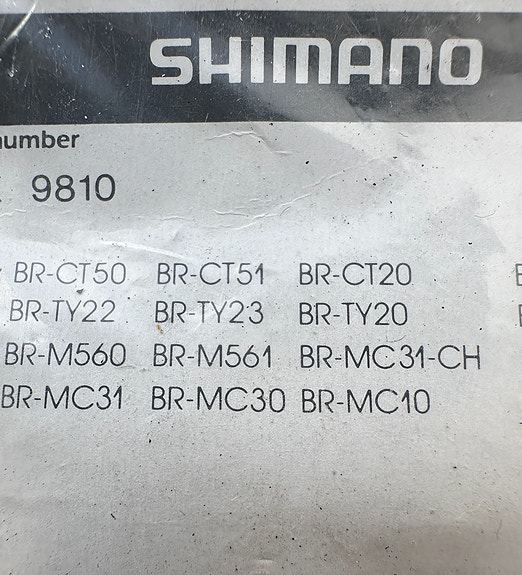 SHIMANO
number
9810
BR-CT50 BR-CT51 BR-CT20
BR-TY22 BR-TY23 BR-TY20
BR-M560 BR-M561 BR-MC31-CH
BR-MC31 BR-MC30 BR-MC10